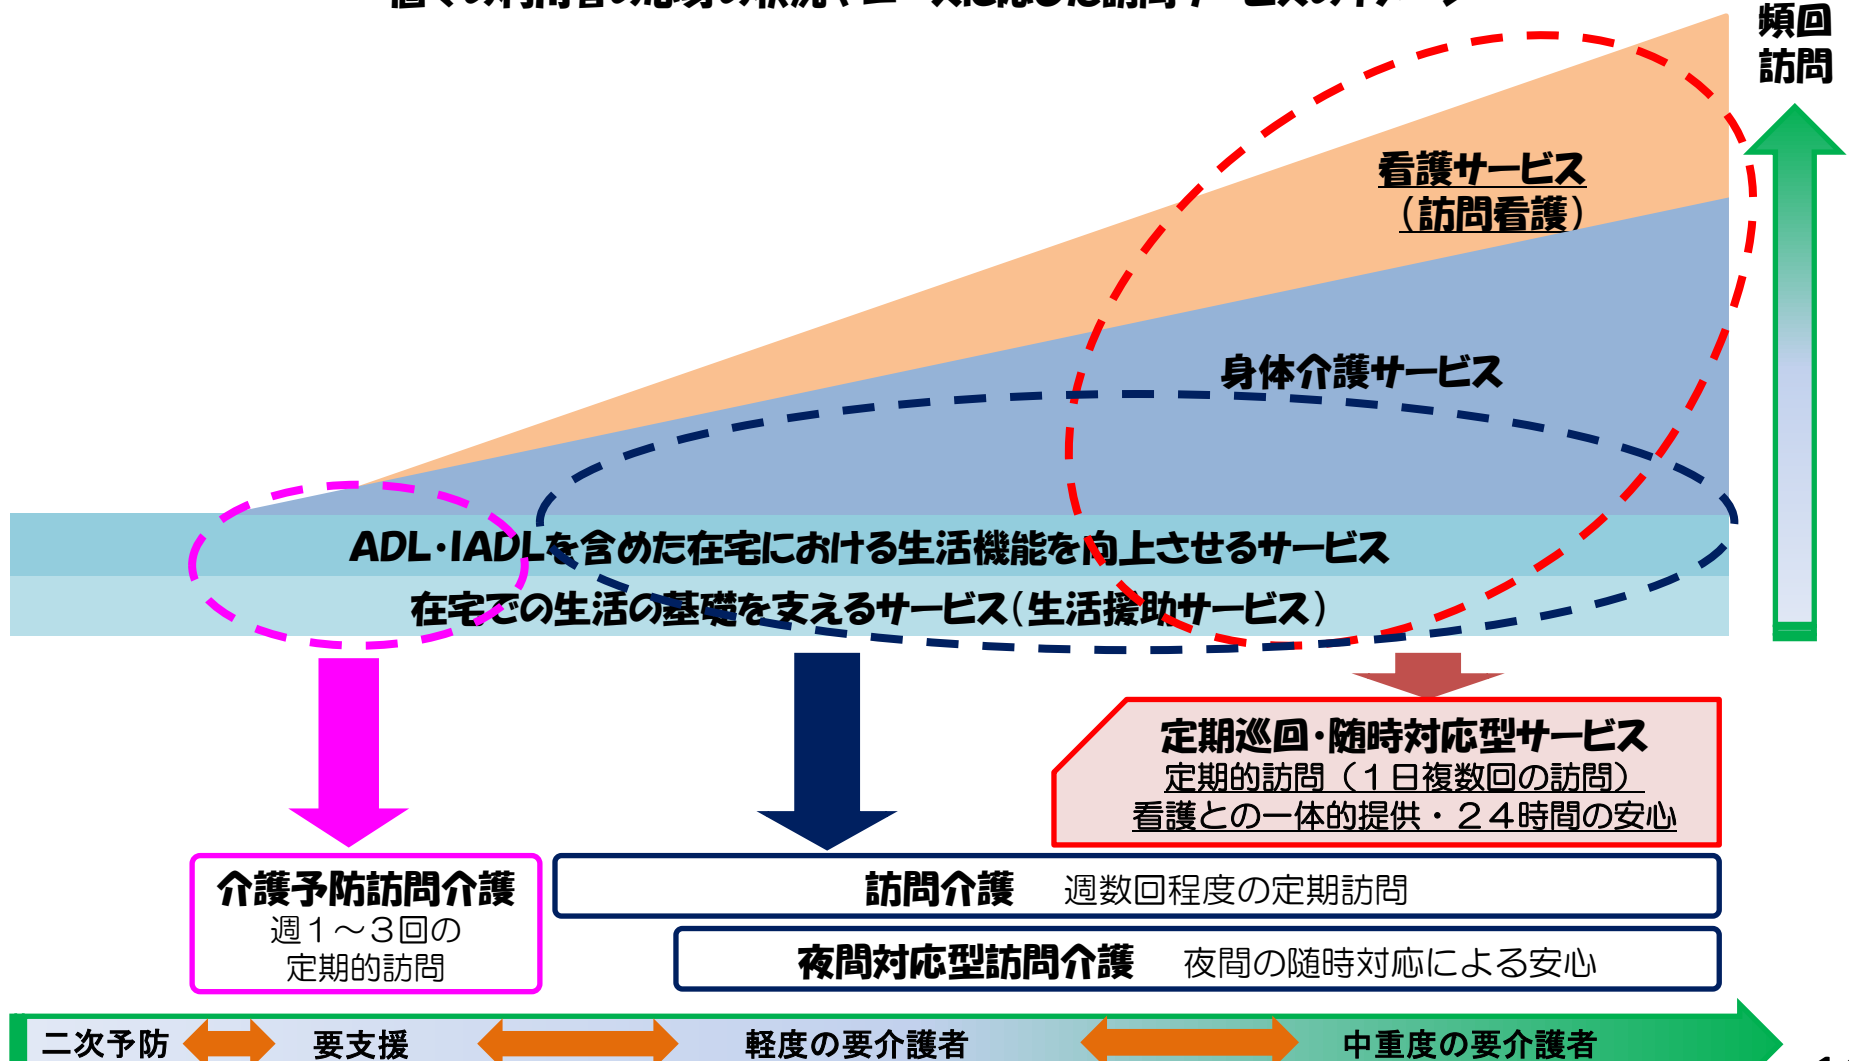 頻回
訪問
看護サービス
（訪問看護）
身体介護サービス
ADL・IADLを含めた在宅における生活機能を向上させるサービス
在宅での生活の基礎を支えるサービス（生活援助サービス）
定期巡回・随時対応型サービス
定期的訪問（１日複数回の訪問）
看護との一体的提供・２４時間の安心
介護予防訪問介護
週１～３回の
定期的訪問
訪問介護　週数回程度の定期訪問
夜間対応型訪問介護　夜間の随時対応による安心
二次予防　要支援　軽度の要介護者　中重度の要介護者